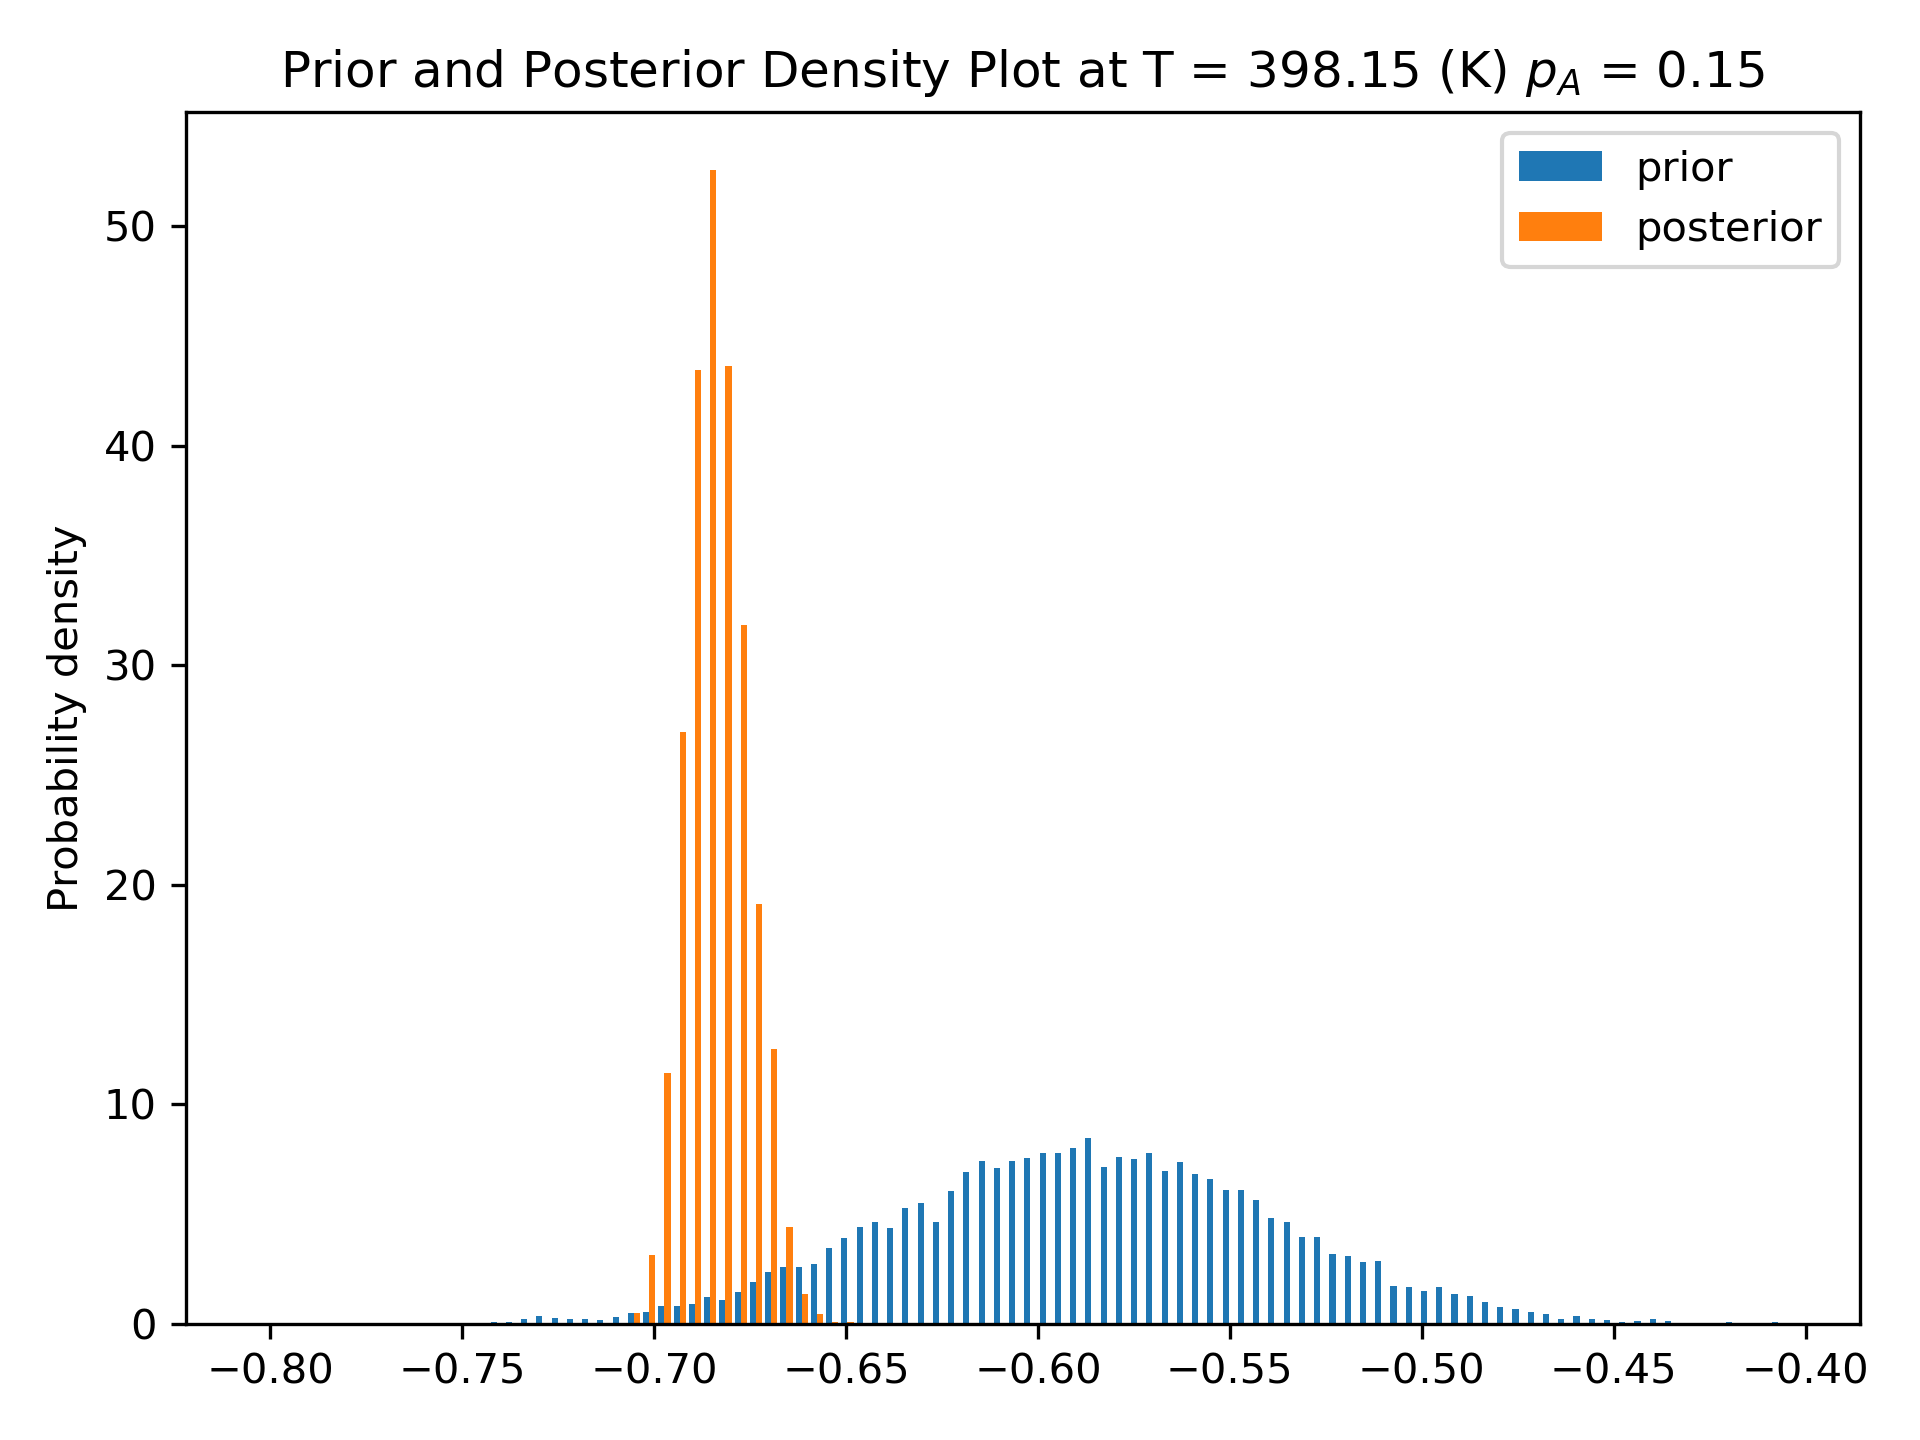 Prior and Posterior Density Plot at T = 398.15 (K) p_A = 0.15
prior
posterior
Probability density
50
40
30
20
10
0
−0.80 −0.75 −0.70 −0.65 −0.60 −0.55 −0.50 −0.45 −0.40